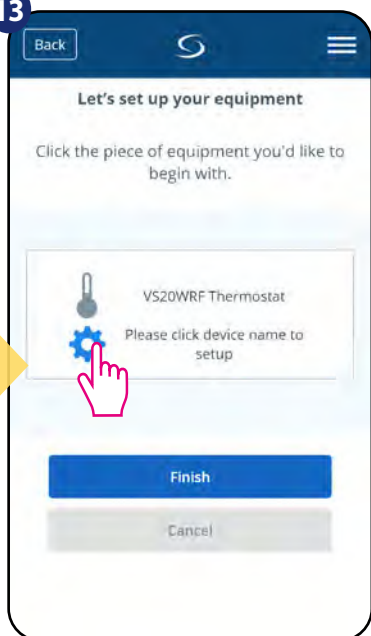 13
Back
Let's set up your equipment
Click the piece of equipment you'd like to
begin with.
VS20WRF Thermostat
Please click device name to
setup
Finish
Cancel